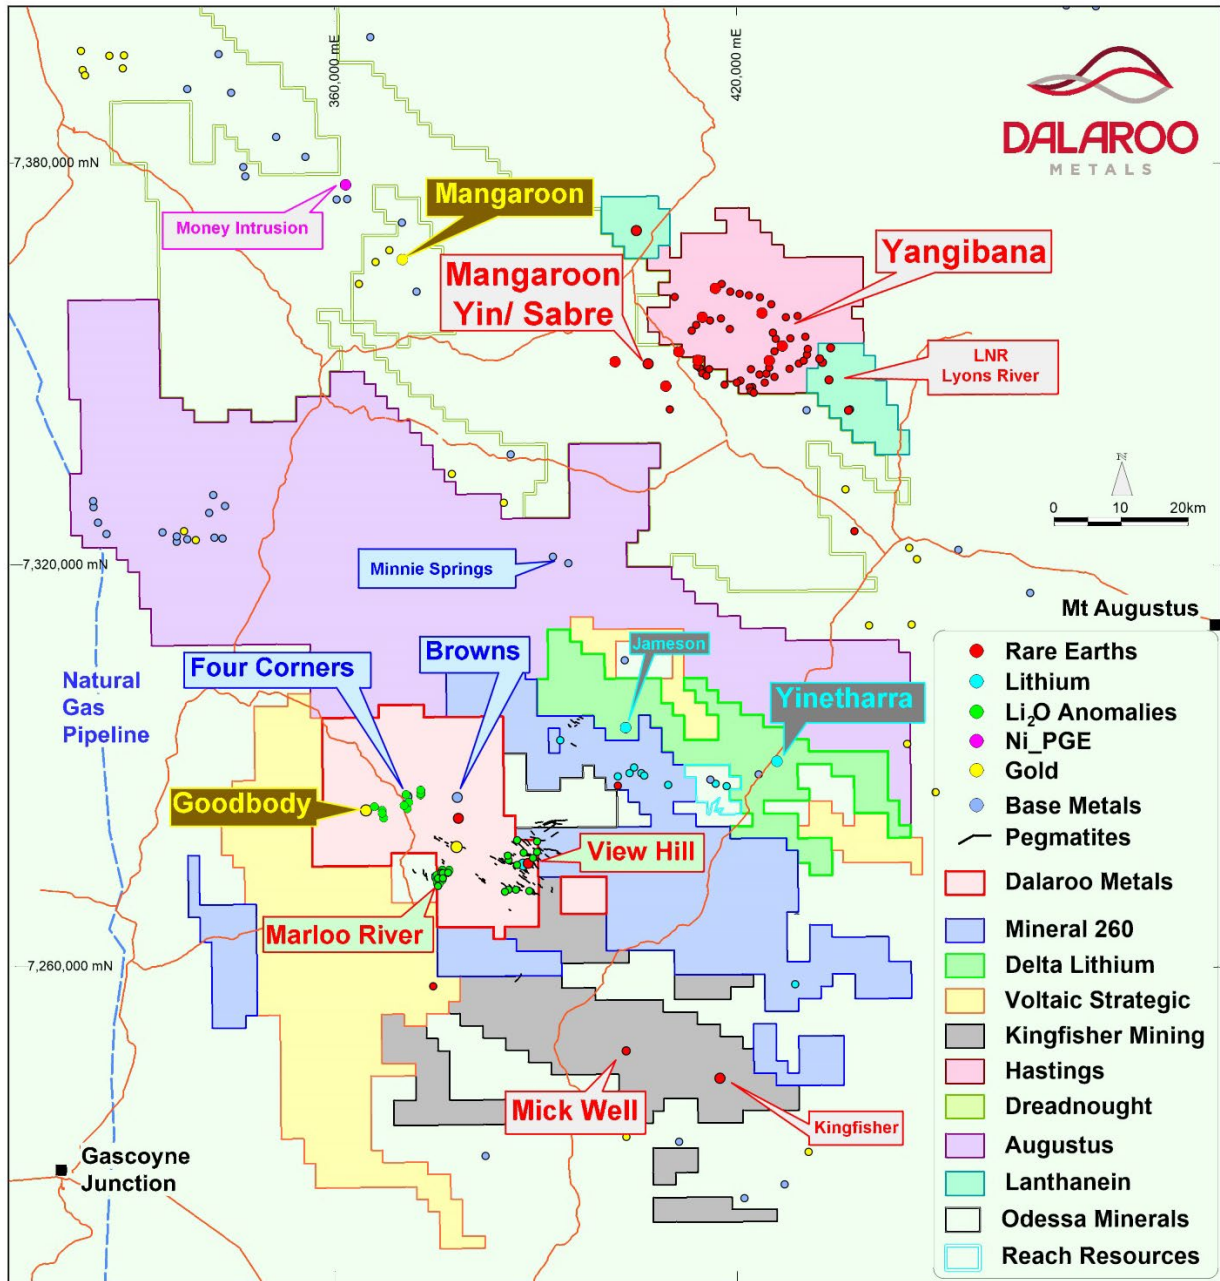 360,000 mE
420,000 mE
DALAROO
METALS
7,380,000 mN
Mangaroon
Money Intrusion
Mangaroon
Yin/ Sabre
Yangibana
LNR
Lyons River
N
0 10 20km
7,320,000 mN
Minnie Springs
Mt Augustus
Four Corners
Browns
Jameson
Yinetharra
Natural
Gas
Pipeline
Goodbody
View Hill
Marloo River
7,260,000 mN
Mick Well
Kingfisher
Gascoyne
Junction
Rare Earths
Lithium
Li₂O Anomalies
Ni_PGE
Gold
Base Metals
Pegmatites
Dalaroo Metals
Mineral 260
Delta Lithium
Voltaic Strategic
Kingfisher Mining
Hastings
Dreadnought
Augustus
Lanthanein
Odessa Minerals
Reach Resources